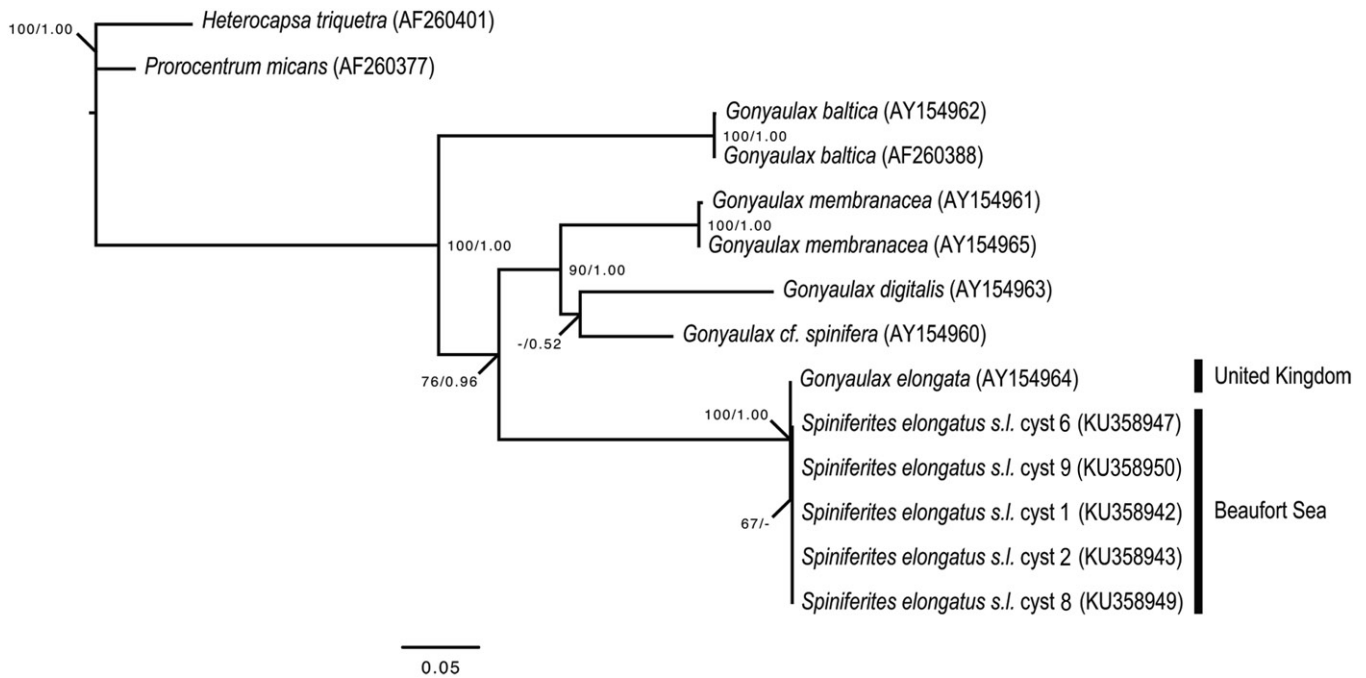 Heterocapsa triquetra (AF260401)
100/1.00
Prorocentrum micans (AF260377)
Gonyaulax baltica (AY154962)
100/1.00
Gonyaulax baltica (AF260388)
Gonyaulax membranacea (AY154961)
100/1.00
Gonyaulax membranacea (AY154965)
100/1.00
90/1.00
Gonyaulax digitalis (AY154963)
Gonyaulax cf. spinifera (AY154960)
-/0.52
76/0.96
Gonyaulax elongata (AY154964)
United Kingdom
100/1.00
Spiniferites elongatus s.l. cyst 6 (KU358947)
Spiniferites elongatus s.l. cyst 9 (KU358950)
Spiniferites elongatus s.l. cyst 1 (KU358942)
Beaufort Sea
67/-
Spiniferites elongatus s.l. cyst 2 (KU358943)
Spiniferites elongatus s.l. cyst 8 (KU358949)
0.05